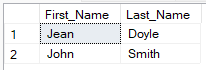 First_Name Last_Name
1 Jean Doyle
2 John Smith